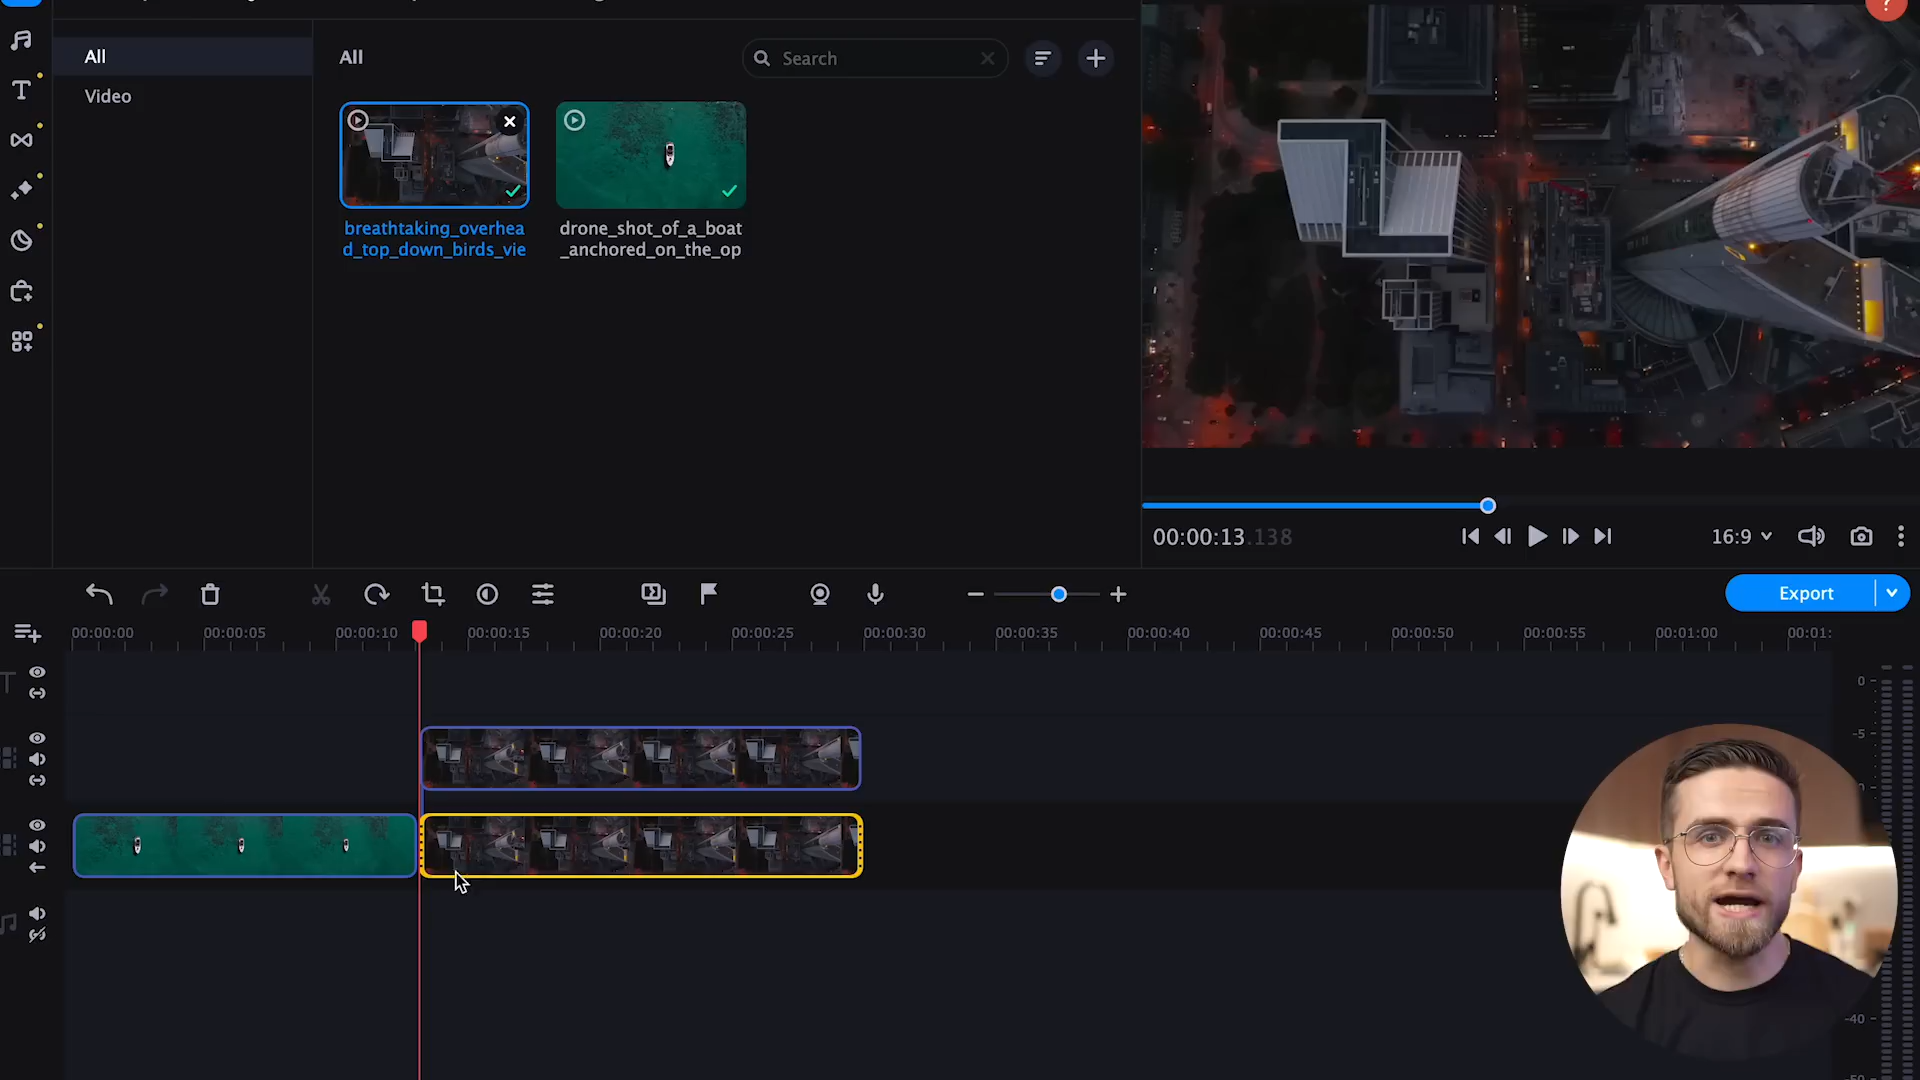 ?
All
All
Search
Video
breathtaking_overhea
d_top_down_birds_vie
drone_shot_of_a_boat
_anchored_on_the_op
00:00:13.138
16:9
Export
00:00:00
00:00:05
00:00:10
00:00:15
00:00:20
00:00:25
00:00:30
00:00:35
00:00:40
00:00:45
00:00:50
00:00:55
00:01:00
00:01:
0
-5
-40